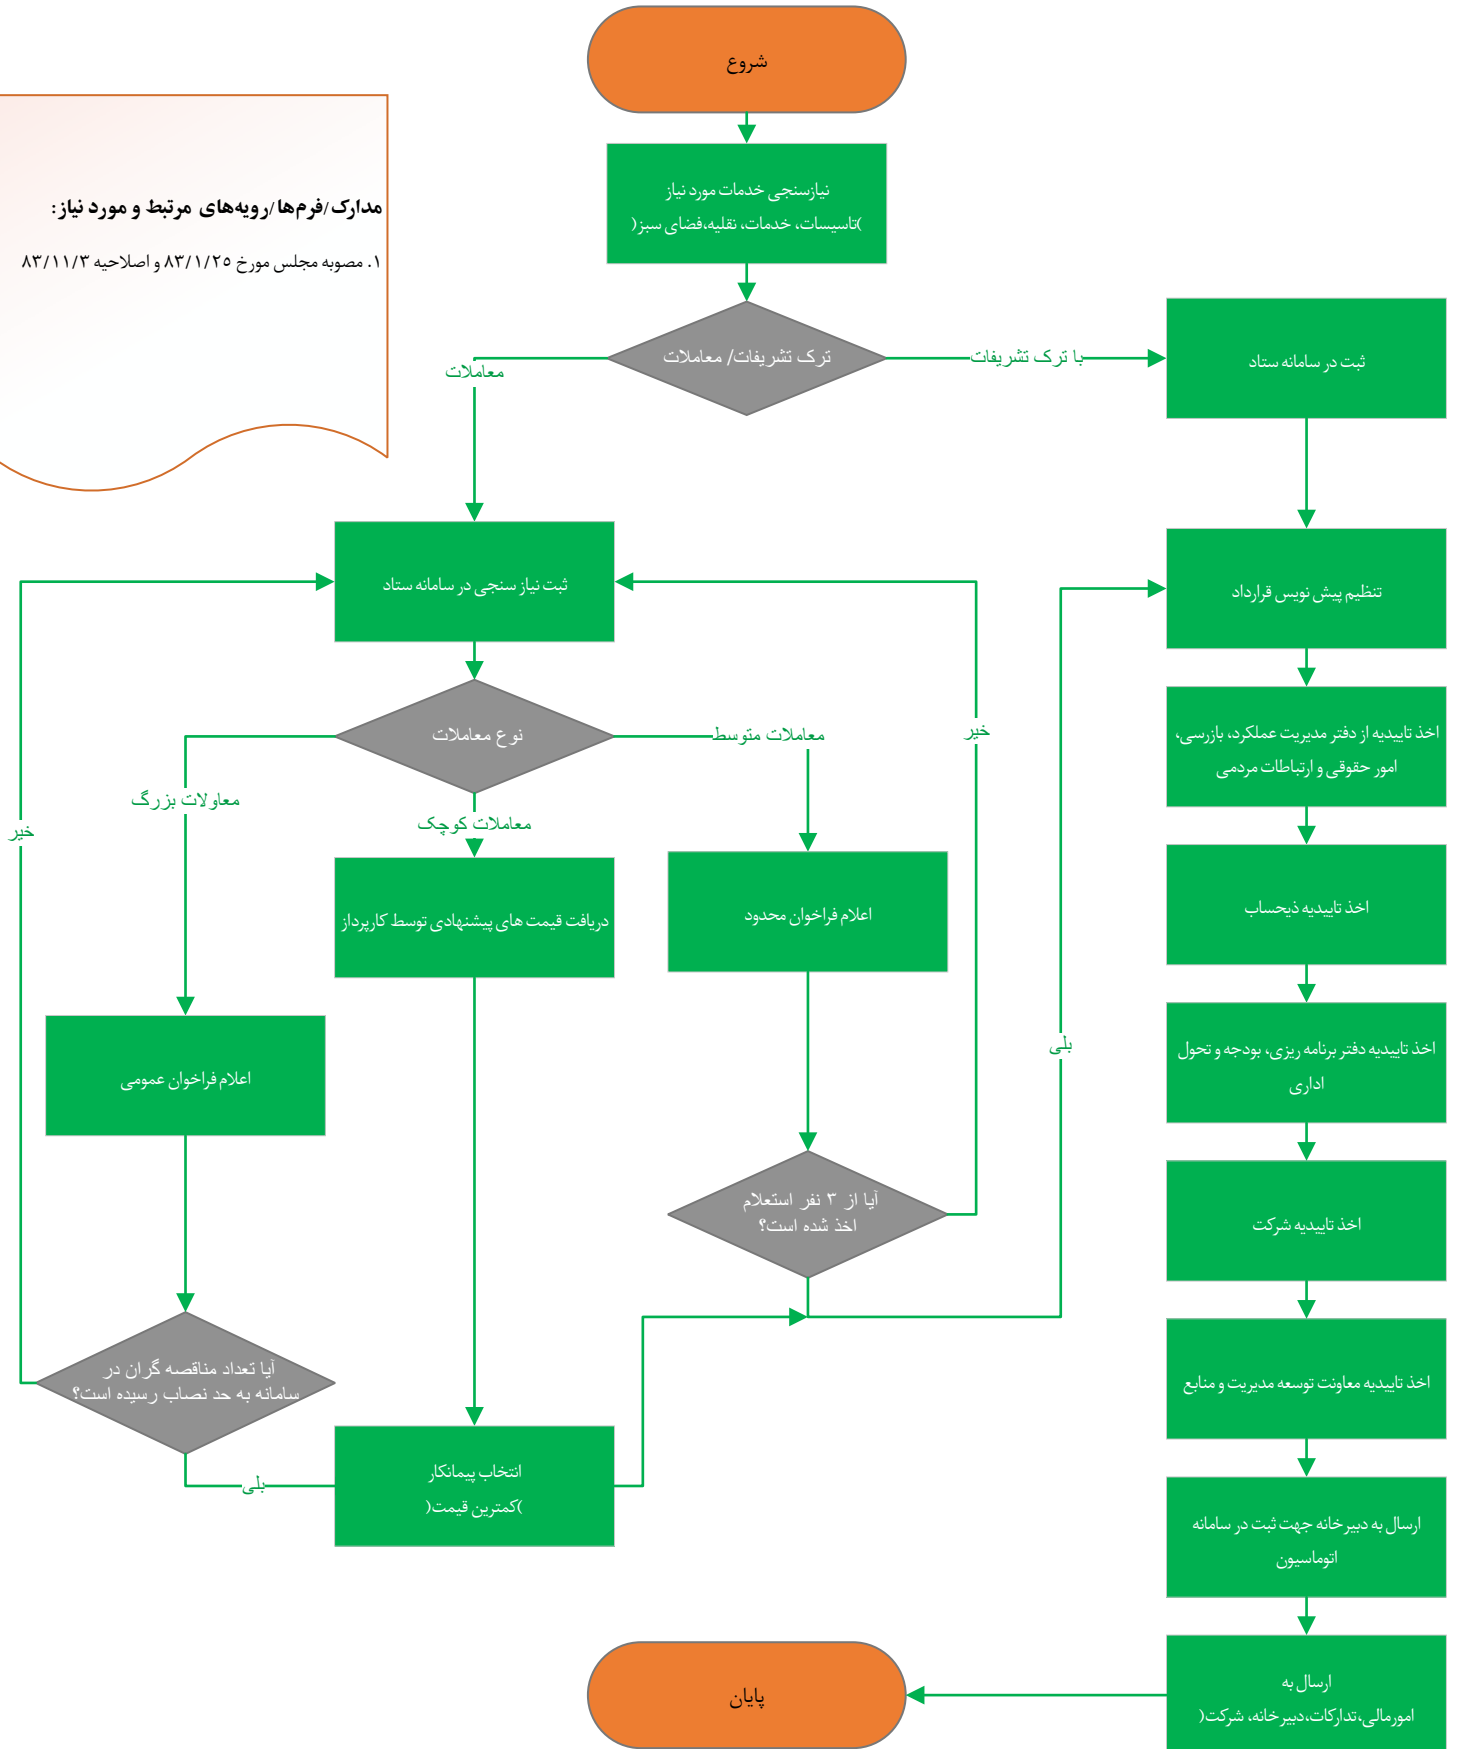 شروع
مدارک/فرم‌ها/رویه‌های مرتبط و مورد نیاز:
۱. مصوبه مجلس مورخ ۸۳/۱/۲۵ و اصلاحیه ۸۳/۱۱/۳
نیازسنجی خدمات مورد نیاز
)تاسیسات، خدمات، نقلیه،فضای سبز(
ترک تشریفات/ معاملات
با ترک تشریفات
معاملات
ثبت در سامانه ستاد
ثبت نیاز سنجی در سامانه ستاد
تنظیم پیش نویس قرارداد
نوع معاملات
معاملات متوسط
خیر
اخذ تاییدیه از دفتر مدیریت عملکرد، بازرسی،
امور حقوقی و ارتباطات مردمی
معاولات بزرگ
معاملات کوچک
خیر
اعلام فراخوان محدود
دریافت قیمت های پیشنهادی توسط کارپرداز
اخذ تاییدیه ذیحساب
اعلام فراخوان عمومی
بلی
اخذ تاییدیه دفتر برنامه ریزی، بودجه و تحول
اداری
آیا از ۳ نفر استعلام
اخذ شده است؟
اخذ تاییدیه شرکت
آیا تعداد مناقصه گران در
سامانه به حد نصاب رسیده است؟
اخذ تاییدیه معاونت توسعه مدیریت و منابع
بلی
انتخاب پیمانکار
)کمترین قیمت(
ارسال به دبیرخانه جهت ثبت در سامانه
اتوماسیون
ارسال به
امورمالی،تدارکات،دبیرخانه، شرکت(
پایان